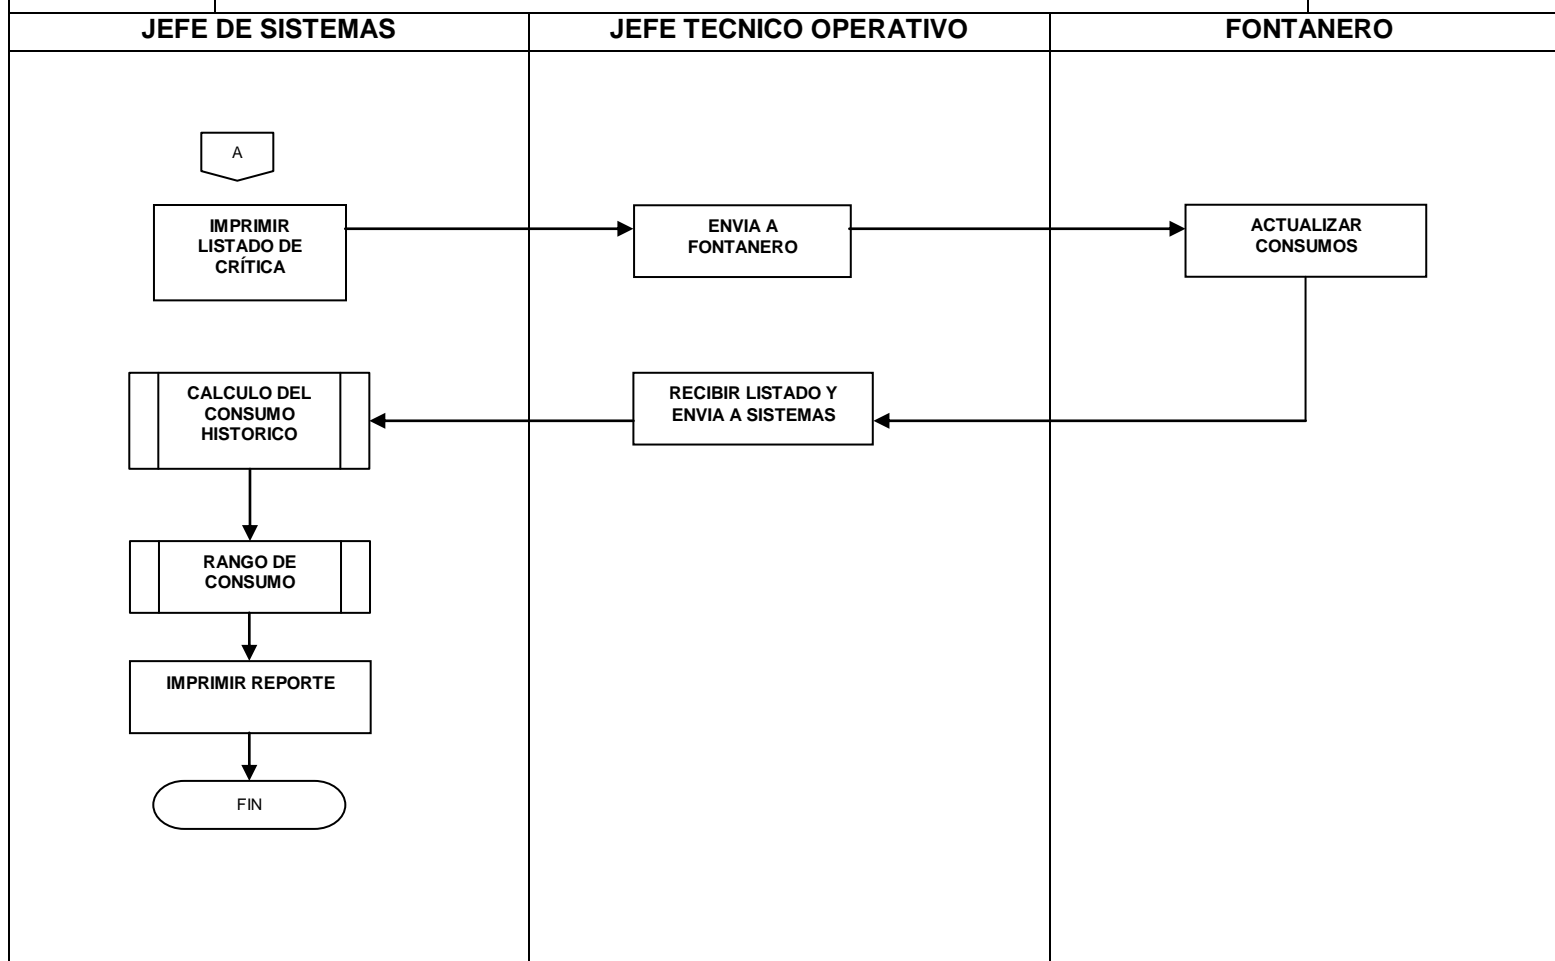 JEFE DE SISTEMAS
JEFE TECNICO OPERATIVO
FONTANERO
A
IMPRIMIR
LISTADO DE
CRÍTICA
ENVIA A
FONTANERO
ACTUALIZAR
CONSUMOS
CALCULO DEL
CONSUMO
HISTORICO
RECIBIR LISTADO Y
ENVIA A SISTEMAS
RANGO DE
CONSUMO
IMPRIMIR REPORTE
FIN